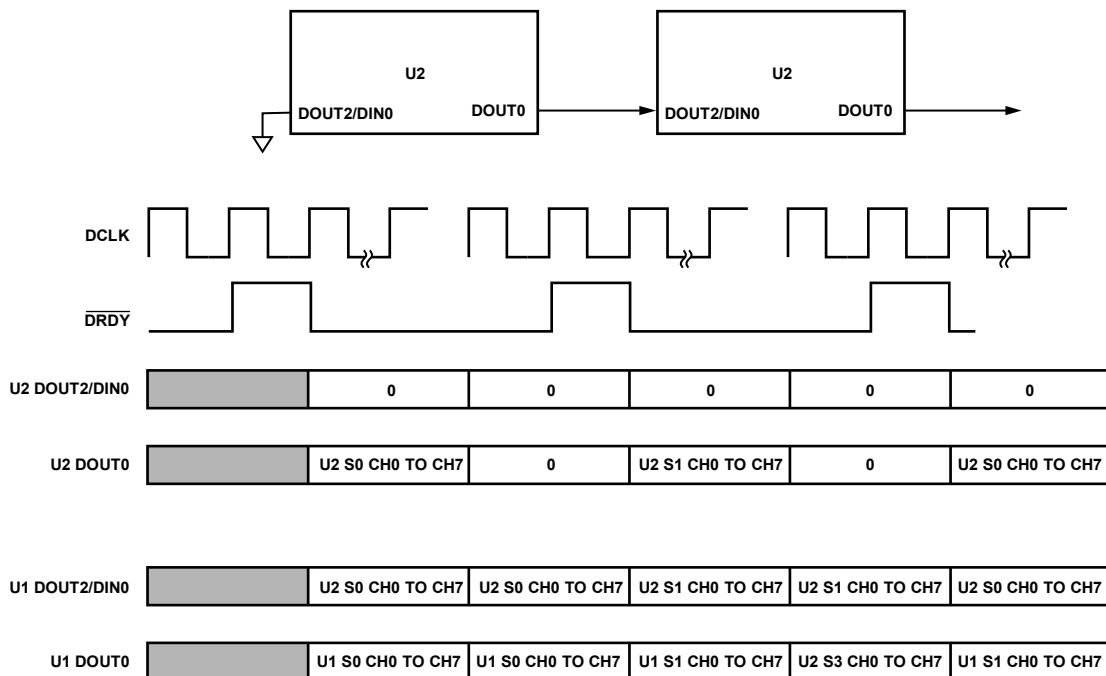 U2 U2
DOUT2/DIN0 DOUT0 DOUT2/DIN0 DOUT0
DCLK
DRDY
U2 DOUT2/DIN0 0 0 0 0 0
U2 DOUT0 U2 S0 CH0 TO CH7 0 U2 S1 CH0 TO CH7 0 U2 S0 CH0 TO CH7
U1 DOUT2/DIN0 U2 S0 CH0 TO CH7 U2 S0 CH0 TO CH7 U2 S1 CH0 TO CH7 U2 S1 CH0 TO CH7 U2 S0 CH0 TO CH7
U1 DOUT0 U1 S0 CH0 TO CH7 U1 S0 CH0 TO CH7 U1 S1 CH0 TO CH7 U2 S3 CH0 TO CH7 U1 S1 CH0 TO CH7